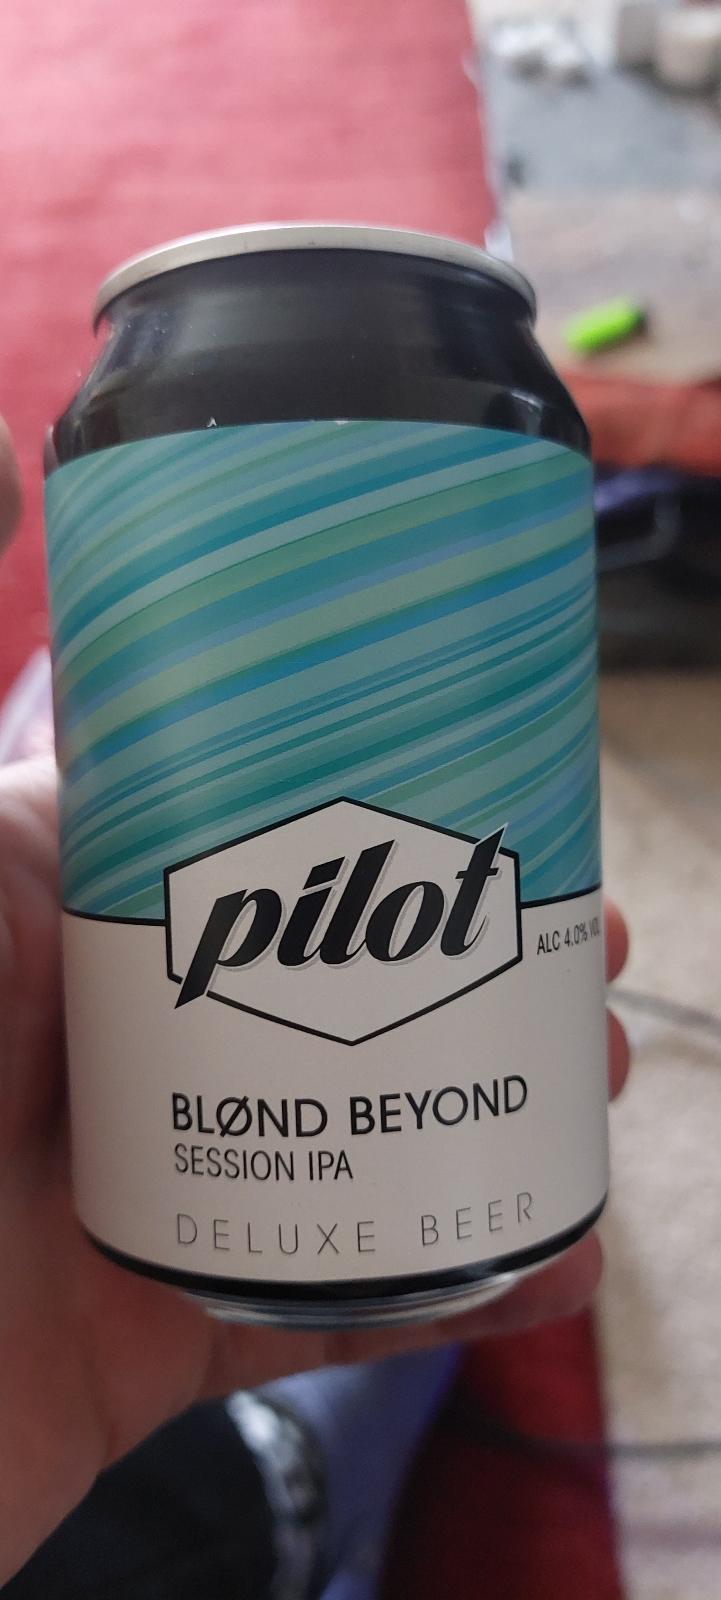 pilot
ALC 4.0% VOL
BLØND BEYOND
SESSION IPA
DELUXE BEER